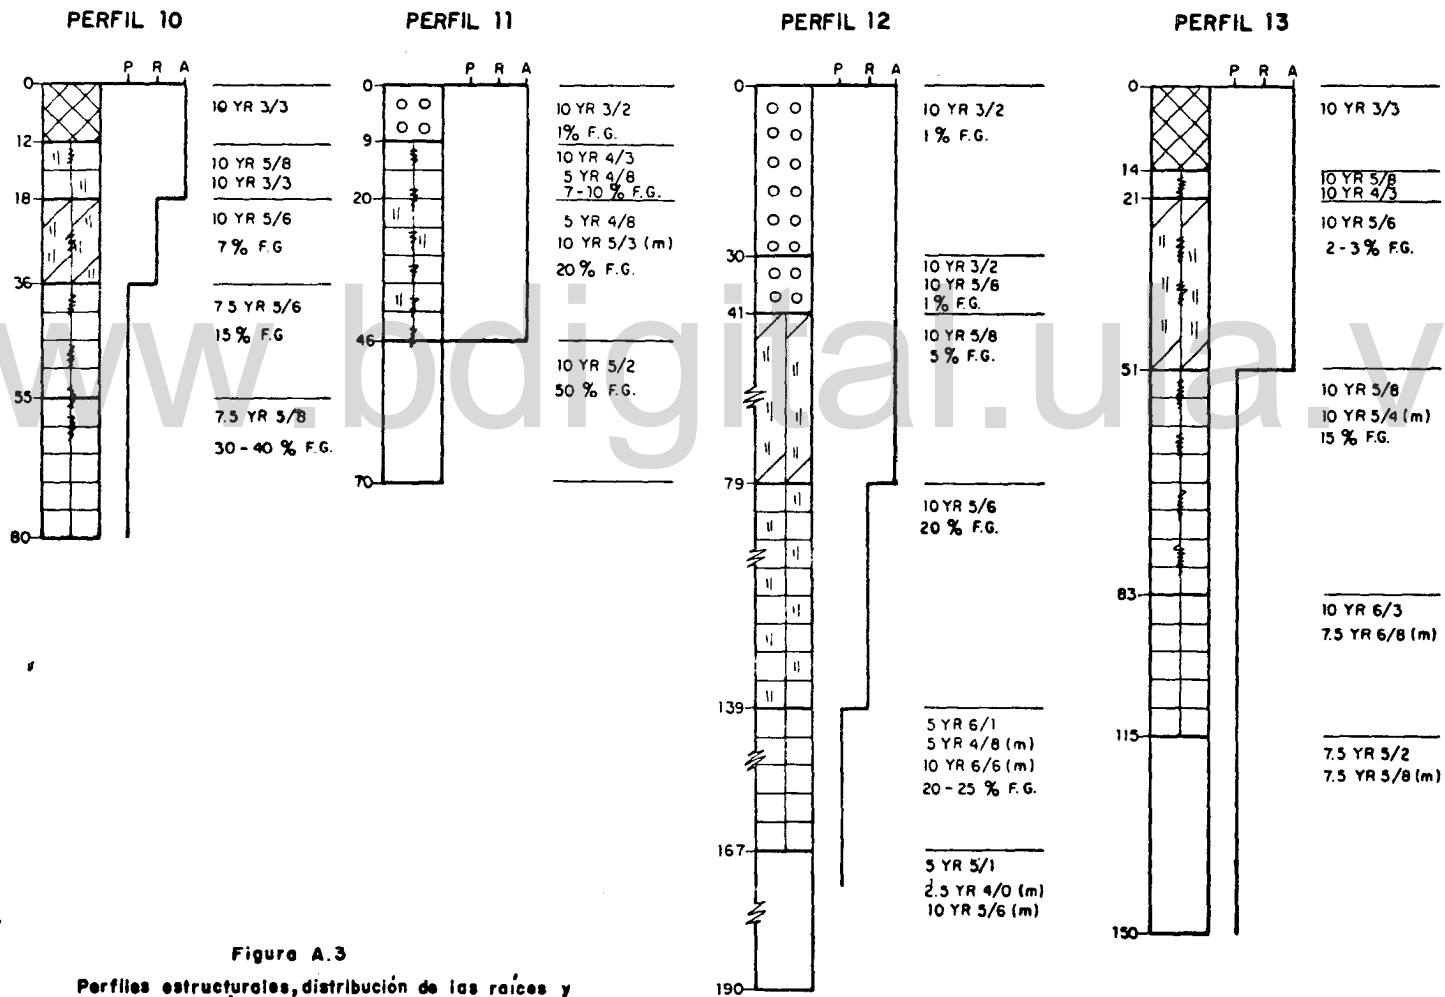 PERFIL 10
P R A
0
12
18
36
55
80
10 YR 3/3
10 YR 5/8
10 YR 3/3
10 YR 5/6
7% F.G
7.5 YR 5/6
15% F.G
7.5 YR 5/8
30-40 % F.G.
PERFIL 11
P R A
0
9
20
46
70
10 YR 3/2
1% F.G.
10 YR 4/3
5 YR 4/8
7-10 % F.G.
5 YR 4/8
10 YR 5/3 (m)
20% F.G.
10 YR 5/2
50 % F.G.
PERFIL 12
P R A
0
30
41
79
139
167
190
10 YR 3/2
1% F.G.
10 YR 3/2
10 YR 5/8
1% F.G.
10 YR 5/8
5 % F.G.
10 YR 5/6
20 % F.G.
5 YR 6/1
5 YR 4/8 (m)
10 YR 6/6 (m)
20-25 % F.G.
5 YR 5/1
2.5 YR 4/0 (m)
10 YR 5/6 (m)
PERFIL 13
P R A
0
14
21
51
83
115
150
10 YR 3/3
10 YR 5/8
10 YR 4/3
10 YR 5/6
2-3% F.G.
10 YR 5/8
10 YR 5/4 (m)
15 % F.G.
10 YR 6/3
7.5 YR 6/8 (m)
7.5 YR 5/2
7.5 YR 5/8 (m)
www.bdigital.ula.v
Figura A.3
Perfiles estructurales, distribución de las raíces y